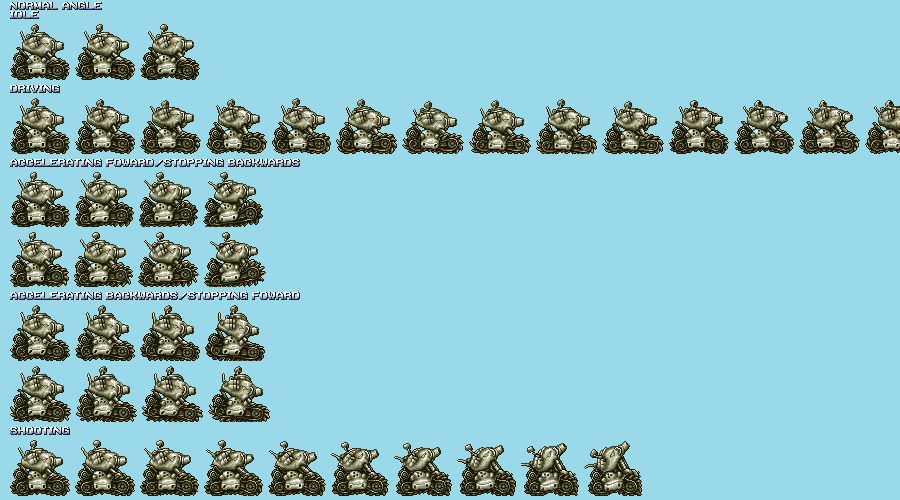 NORMAL ANGLE
IDLE
DRIVING
ACCELERATING FOWARD/STOPPING BACKWARDS
ACCELERATING BACKWARDS/STOPPING FOWARD
SHOOTING